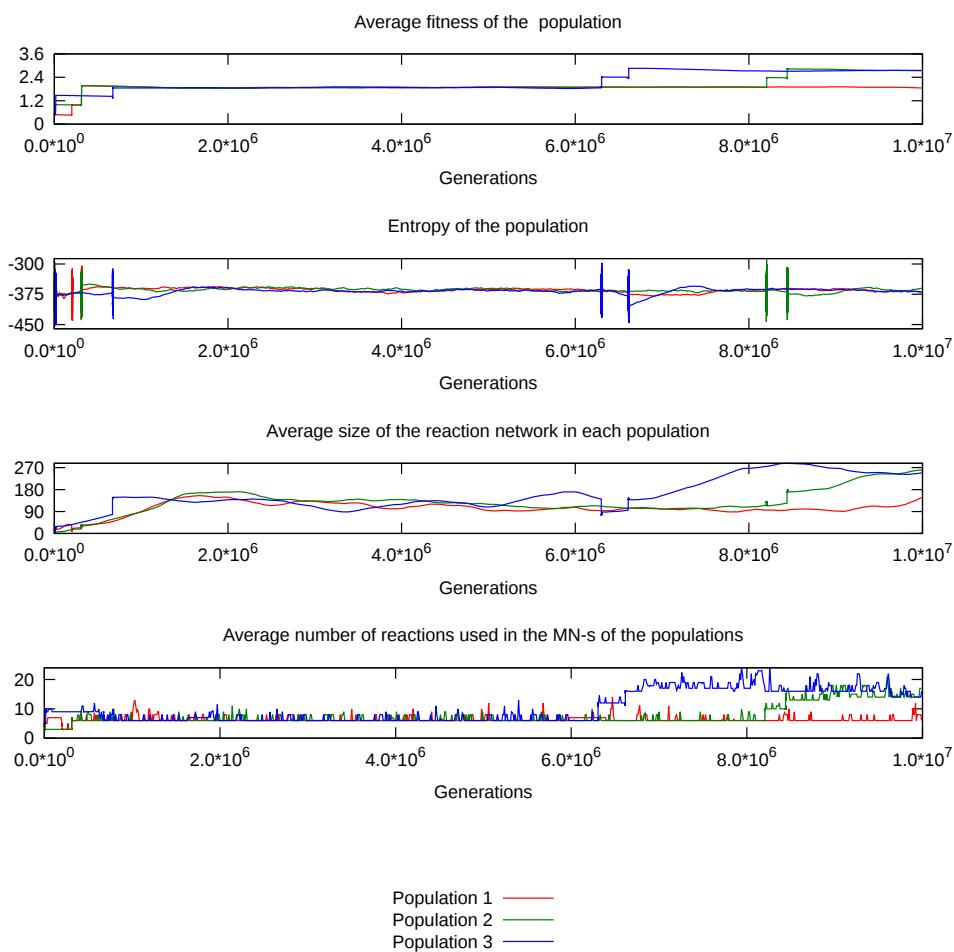 Average fitness of the  population
3.6
2.4
1.2
0
0.0*10^0 2.0*10^6 4.0*10^6 6.0*10^6 8.0*10^6 1.0*10^7
Generations
Entropy of the population
-300
-375
-450
0.0*10^0 2.0*10^6 4.0*10^6 6.0*10^6 8.0*10^6 1.0*10^7
Generations
Average size of the reaction network in each population
270
180
90
0
0.0*10^0 2.0*10^6 4.0*10^6 6.0*10^6 8.0*10^6 1.0*10^7
Generations
Average number of reactions used in the MN-s of the populations
20
10
0
0.0*10^0 2.0*10^6 4.0*10^6 6.0*10^6 8.0*10^6 1.0*10^7
Generations
Population 1
Population 2
Population 3